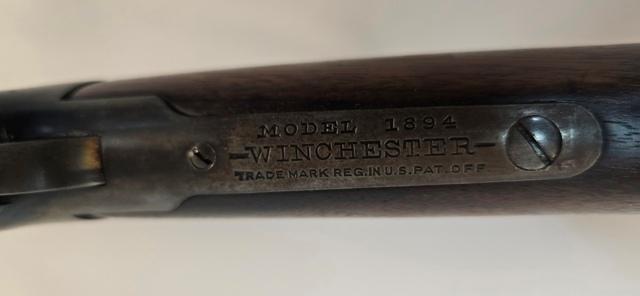 MODEL 1894
-WINCHESTER-
TRADE MARK REG. IN U.S. PAT. OFF